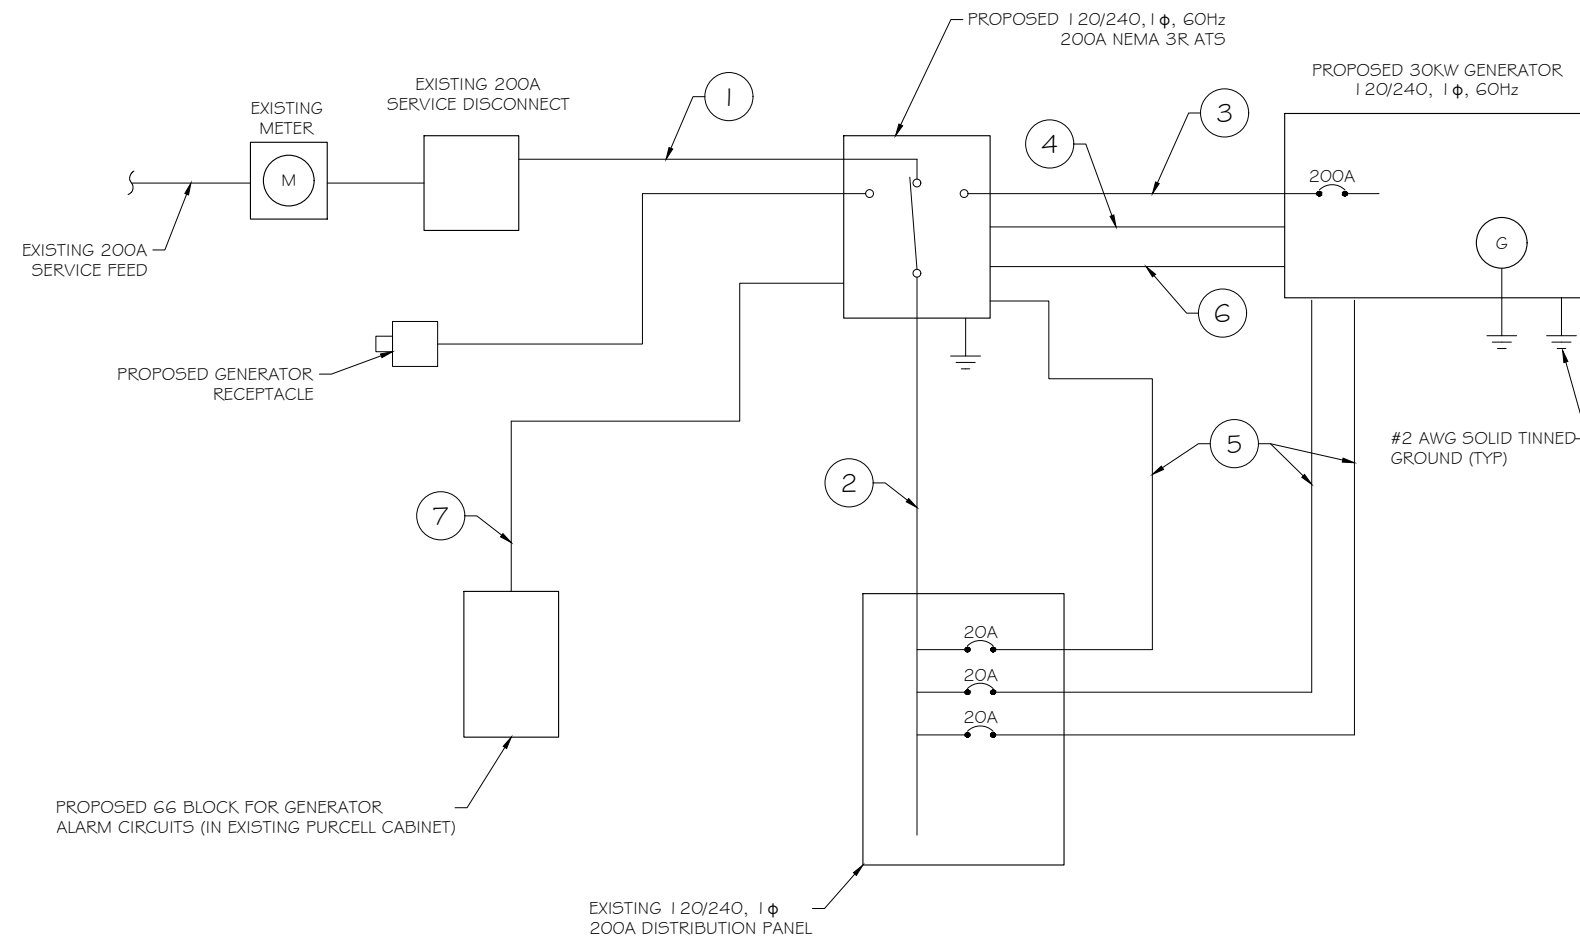 PROPOSED 120/240,1ϕ, 60Hz
200A NEMA 3R ATS
PROPOSED 30KW GENERATOR
120/240, 1ϕ, 60Hz
EXISTING 200A
SERVICE DISCONNECT
EXISTING
METER
1
3
4
M
200A
EXISTING 200A
SERVICE FEED
G
6
PROPOSED GENERATOR
RECEPTACLE
5
#2 AWG SOLID TINNED
GROUND (TYP)
2
7
20A
20A
20A
PROPOSED 66 BLOCK FOR GENERATOR
ALARM CIRCUITS (IN EXISTING PURCELL CABINET)
EXISTING 120/240, 1ϕ
200A DISTRIBUTION PANEL